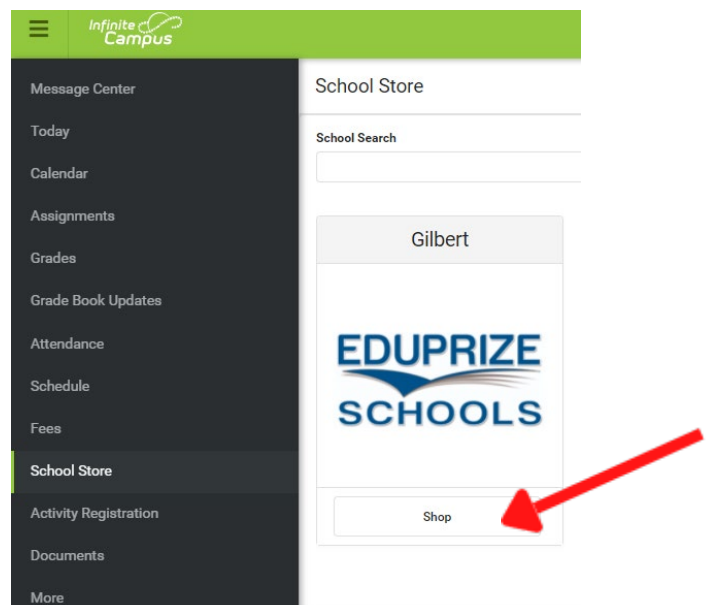 Infinite
Campus
Message Center
Today
Calendar
Assignments
Grades
Grade Book Updates
Attendance
Schedule
Fees
School Store
Activity Registration
Documents
More
School Store
School Search
Gilbert
EDUPRIZE
SCHOOLS
Shop